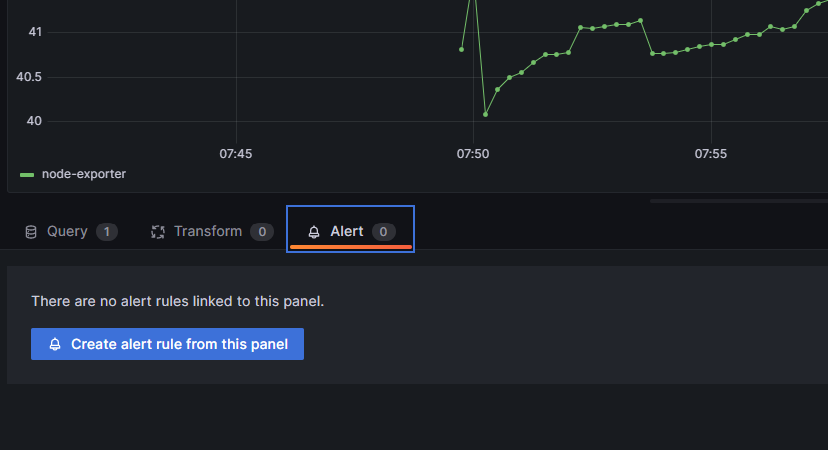 41
40.5
40
07:45 07:50 07:55
node-exporter
Query 1 Transform 0 Alert 0
There are no alert rules linked to this panel.
Create alert rule from this panel